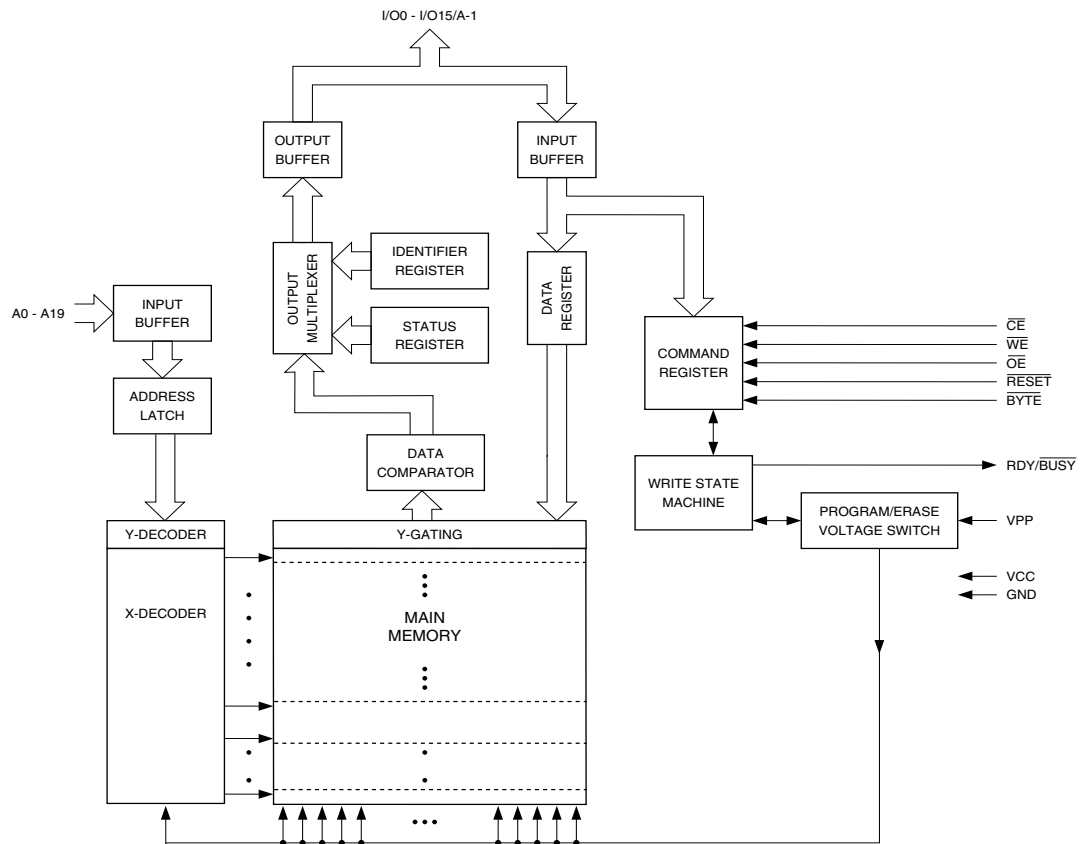 I/O0 - I/O15/A-1
OUTPUT
BUFFER
INPUT
BUFFER
OUTPUT
MULTIPLEXER
IDENTIFIER
REGISTER
STATUS
REGISTER
DATA
REGISTER
A0 - A19
INPUT
BUFFER
ADDRESS
LATCH
COMMAND
REGISTER
CE
WE
OE
RESET
BYTE
DATA
COMPARATOR
WRITE STATE
MACHINE
RDY/BUSY
PROGRAM/ERASE
VOLTAGE SWITCH
VPP
VCC
GND
Y-DECODER
Y-GATING
X-DECODER
MAIN
MEMORY